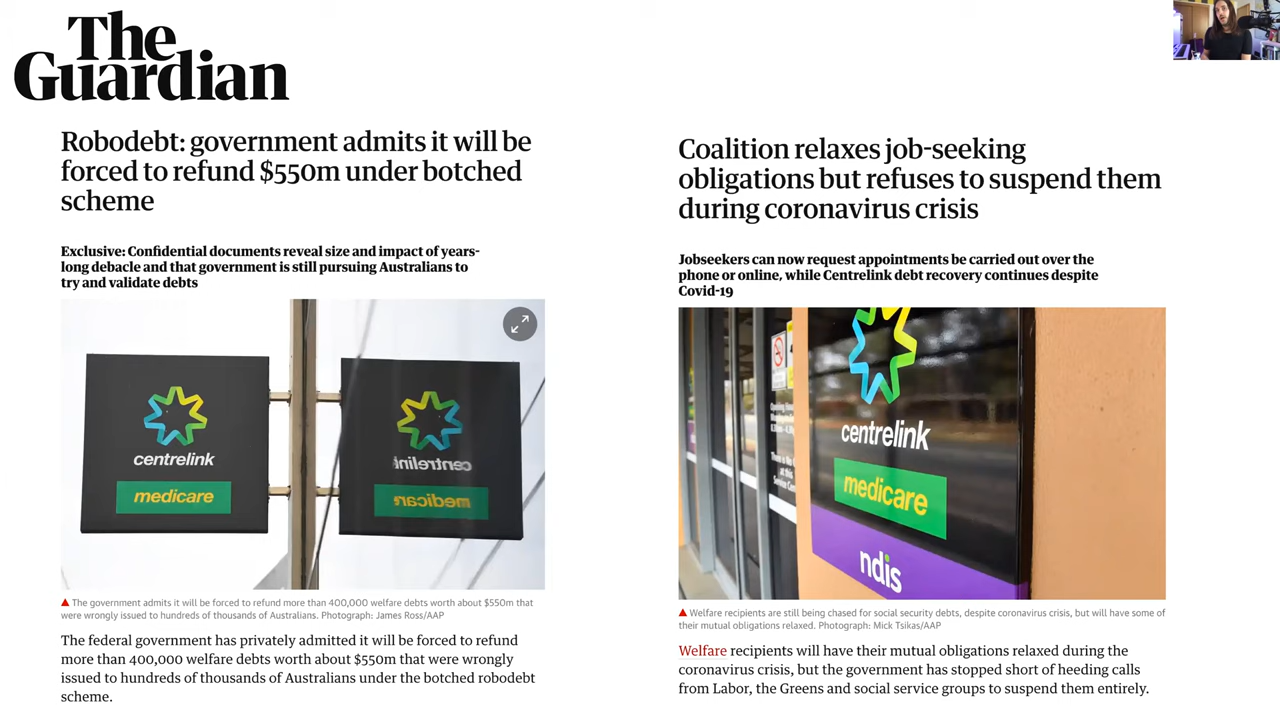 The
Guardian
Robodebt: government admits it will be
forced to refund $550m under botched
scheme
Exclusive: Confidential documents reveal size and impact of years-
long debacle and that government is still pursuing Australians to
try and validate debts
centrelink
medicare
centrelink
medicare
▲ The government admits it will be forced to refund more than 400,000 welfare debts worth about $550m that
were wrongly issued to hundreds of thousands of Australians. Photograph: James Ross/AAP
The federal government has privately admitted it will be forced to refund
more than 400,000 welfare debts worth about $550m that were wrongly
issued to hundreds of thousands of Australians under the botched robodebt
scheme.
Coalition relaxes job-seeking
obligations but refuses to suspend them
during coronavirus crisis
Jobseekers can now request appointments be carried out over the
phone or online, while Centrelink debt recovery continues despite
Covid-19
centrelink
medicare
ndis
▲ Welfare recipients are still being chased for social security debts, despite coronavirus crisis, but will have some of
their mutual obligations relaxed. Photograph: Mick Tsikas/AAP
Welfare recipients will have their mutual obligations relaxed during the
coronavirus crisis, but the government has stopped short of heeding calls
from Labor, the Greens and social service groups to suspend them entirely.